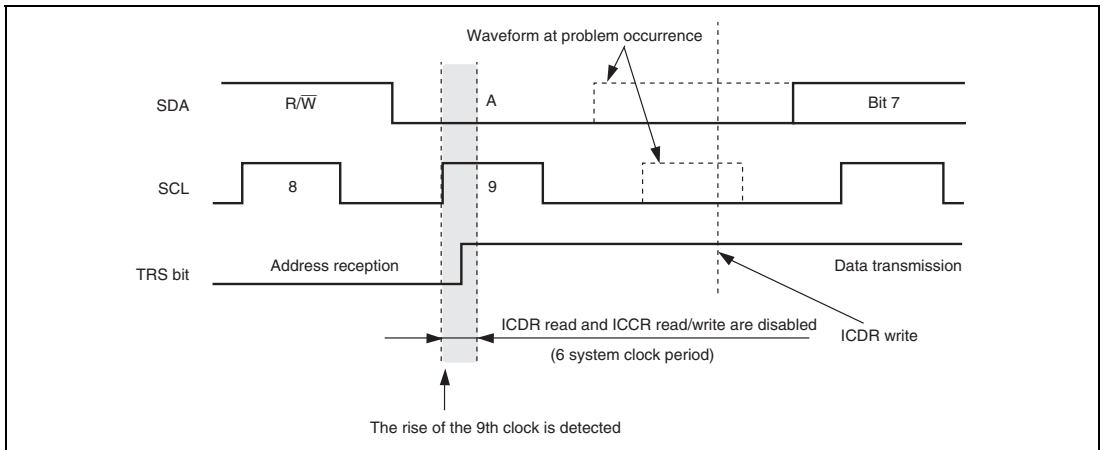 Waveform at problem occurrence
SDA
R/W̅
A
Bit 7
SCL
8
9
TRS bit
Address reception
Data transmission
ICDR read and ICCR read/write are disabled
(6 system clock period)
ICDR write
The rise of the 9th clock is detected